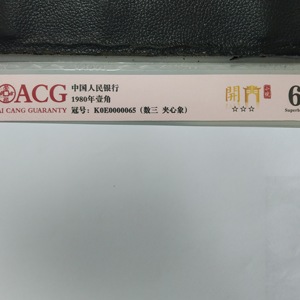 ACG
AI CANG GUARANTY
中国人民银行
1980年壹角
冠号：K0E0000065（数三 夹心象）
開門
☆☆☆
6
Superb